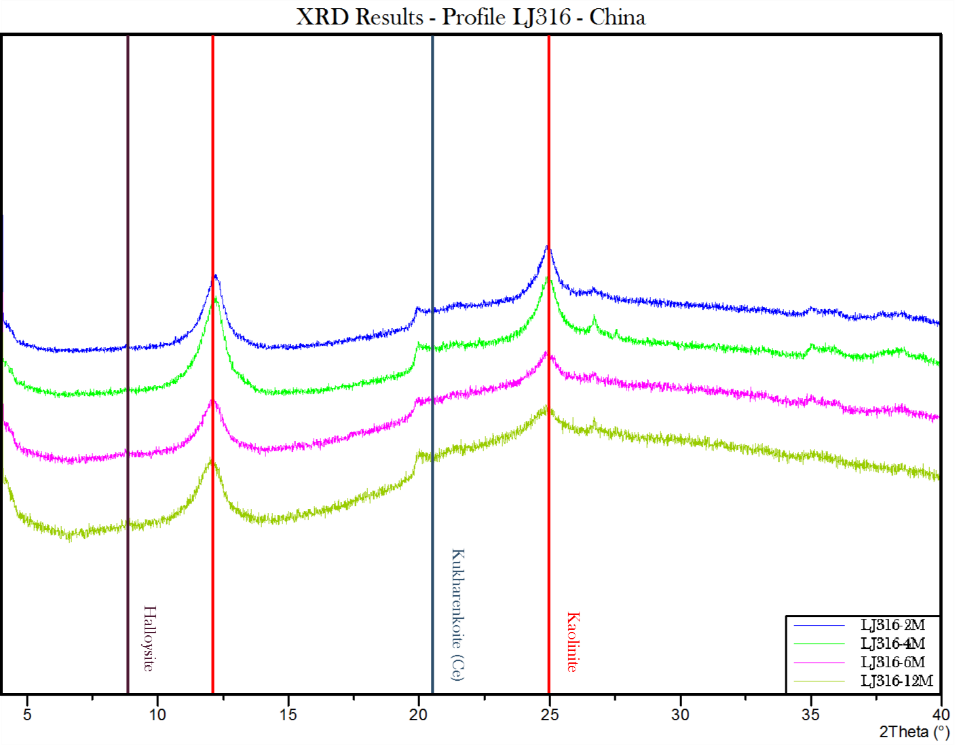 XRD Results - Profile LJ316 - China
Halloysite
Kukharenkoite (Ce)
Kaolinite
LJ316-2M
LJ316-4M
LJ316-6M
LJ316-12M
5 10 15 20 25 30 35 40
2Theta (°)